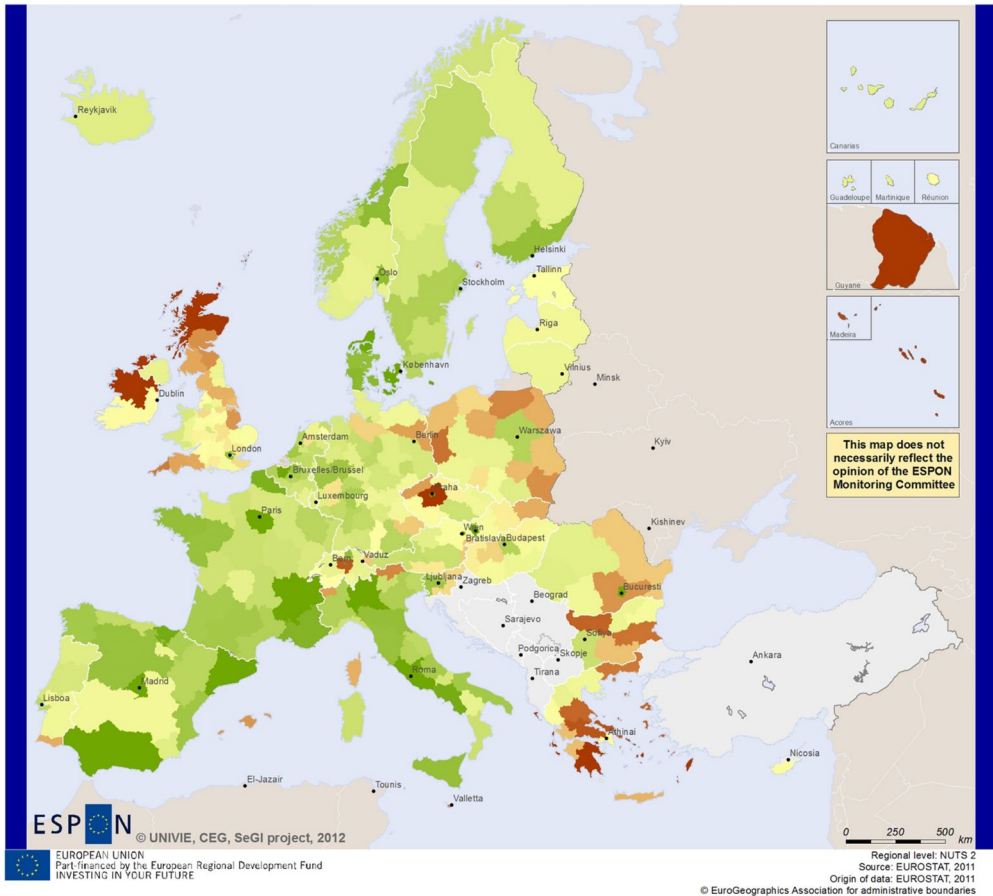 Reykjavik
Canarias
Guadeloupe
Martinique
Réunion
Guyane
Madeira
Acores
Helsinki
Oslo
Tallinn
Stockholm
Riga
København
Vilnius
Minsk
Dublin
Berlin
Warszawa
Amsterdam
London
Kyiv
Bruxelles/Brussel
Luxembourg
Praha
Paris
Kishinev
Wien
Bratislava
Budapest
Bern
Vaduz
Ljubljana
Zagreb
Bucuresti
Beograd
Sarajevo
Sofiya
Podgorica
Skopje
Ankara
Roma
Tirana
Madrid
Lisboa
Athinai
Nicosia
El-Jazair
Tounis
Valletta
This map does not
necessarily reflect the
opinion of the ESPON
Monitoring Committee
ESPON
© UNIVIE, CEG, SeGI project, 2012
0 250 500 km
EUROPEAN UNION
Part-financed by the European Regional Development Fund
INVESTING IN YOUR FUTURE
Regional level: NUTS 2
Source: EUROSTAT, 2011
Origin of data: EUROSTAT, 2011
© EuroGeographics Association for administrative boundaries